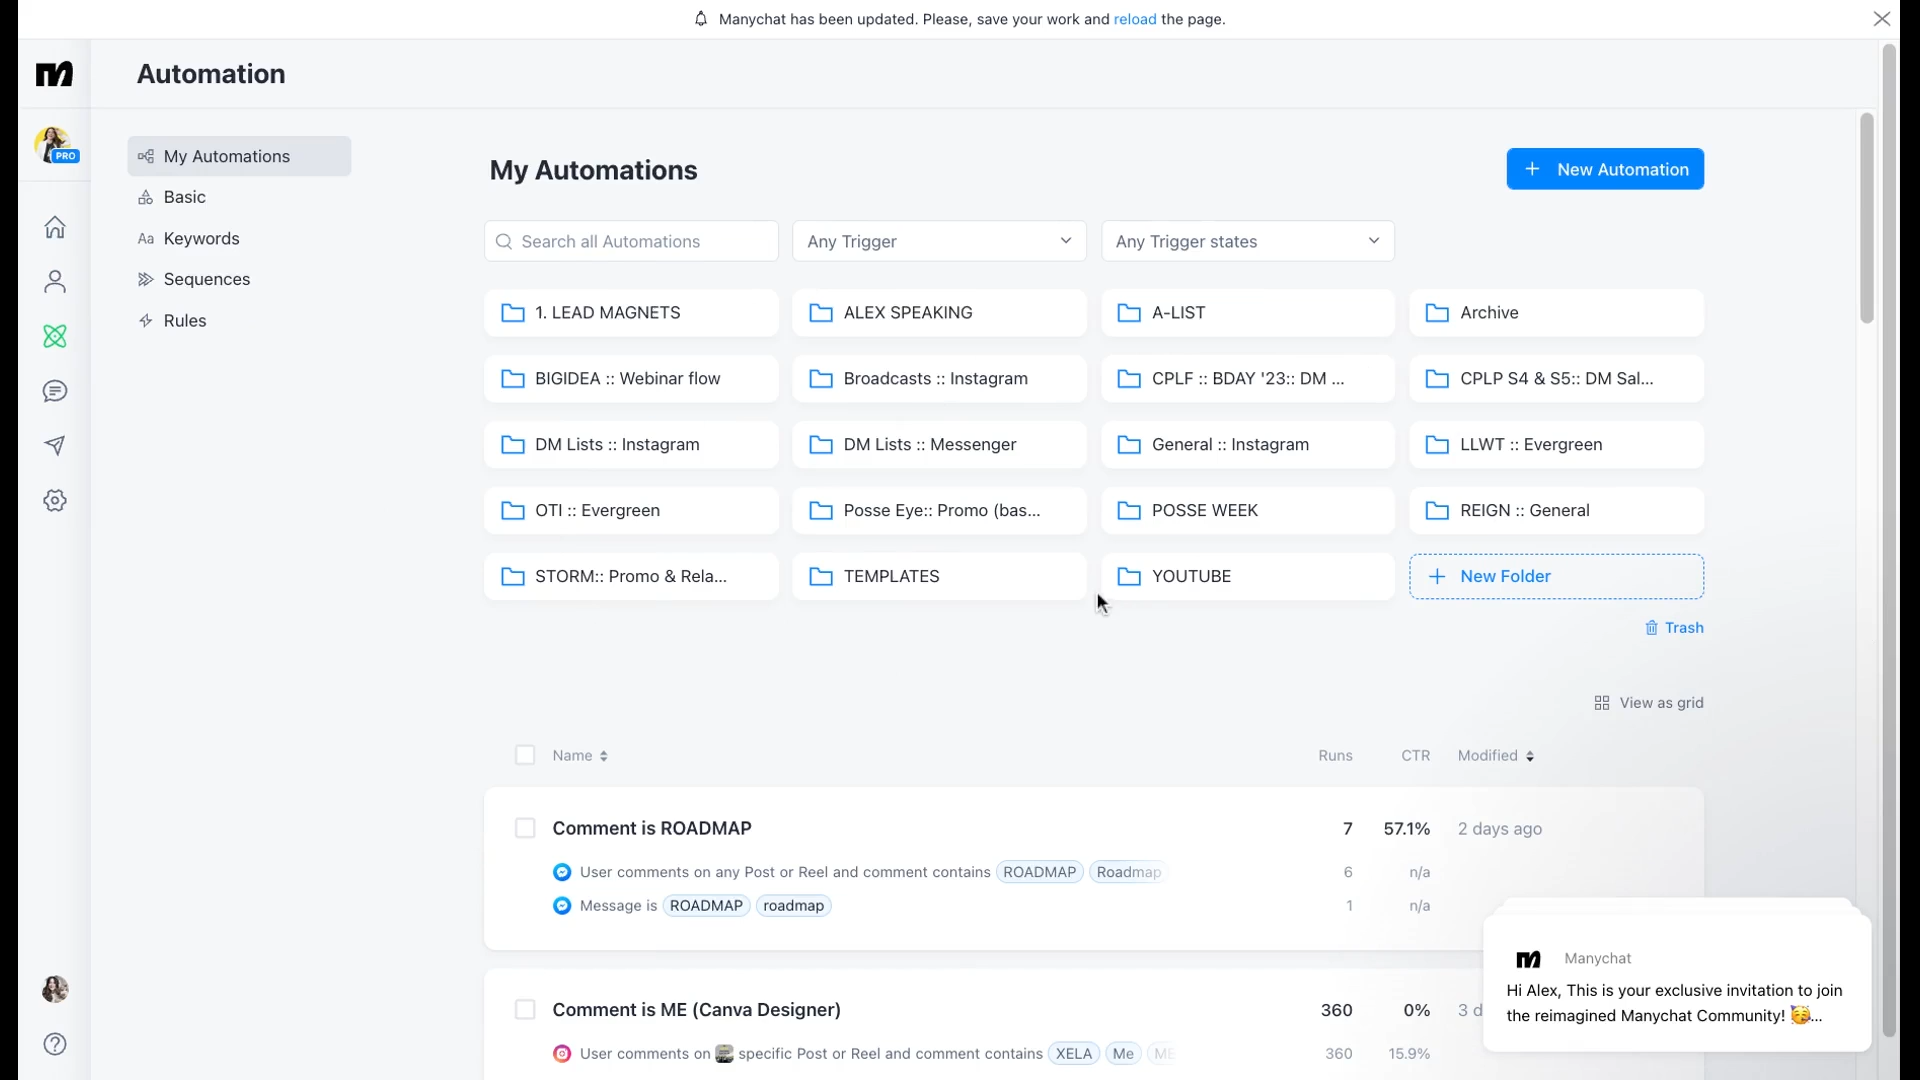 Manychat has been updated. Please, save your work and reload the page.
Automation
PRO
My Automations
Basic
Aa Keywords
Sequences
Rules
My Automations
+ New Automation
Search all Automations
Any Trigger
Any Trigger states
1. LEAD MAGNETS
ALEX SPEAKING
A-LIST
Archive
BIGIDEA :: Webinar flow
Broadcasts :: Instagram
CPLF :: BDAY '23:: DM ...
CPLP S4 & S5:: DM Sal...
DM Lists :: Instagram
DM Lists :: Messenger
General :: Instagram
LLWT :: Evergreen
OTI :: Evergreen
Posse Eye:: Promo (bas...
POSSE WEEK
REIGN :: General
STORM:: Promo & Rela...
TEMPLATES
YOUTUBE
+ New Folder
Trash
View as grid
Name Runs CTR Modified
Comment is ROADMAP 7 57.1% 2 days ago
User comments on any Post or Reel and comment contains ROADMAP Roadmap 6 n/a
Message is ROADMAP roadmap 1 n/a
Comment is ME (Canva Designer) 360 0% 3 d
User comments on specific Post or Reel and comment contains XELA Me ME 360 15.9%
Manychat
Hi Alex, This is your exclusive invitation to join
the reimagined Manychat Community! 🥳...